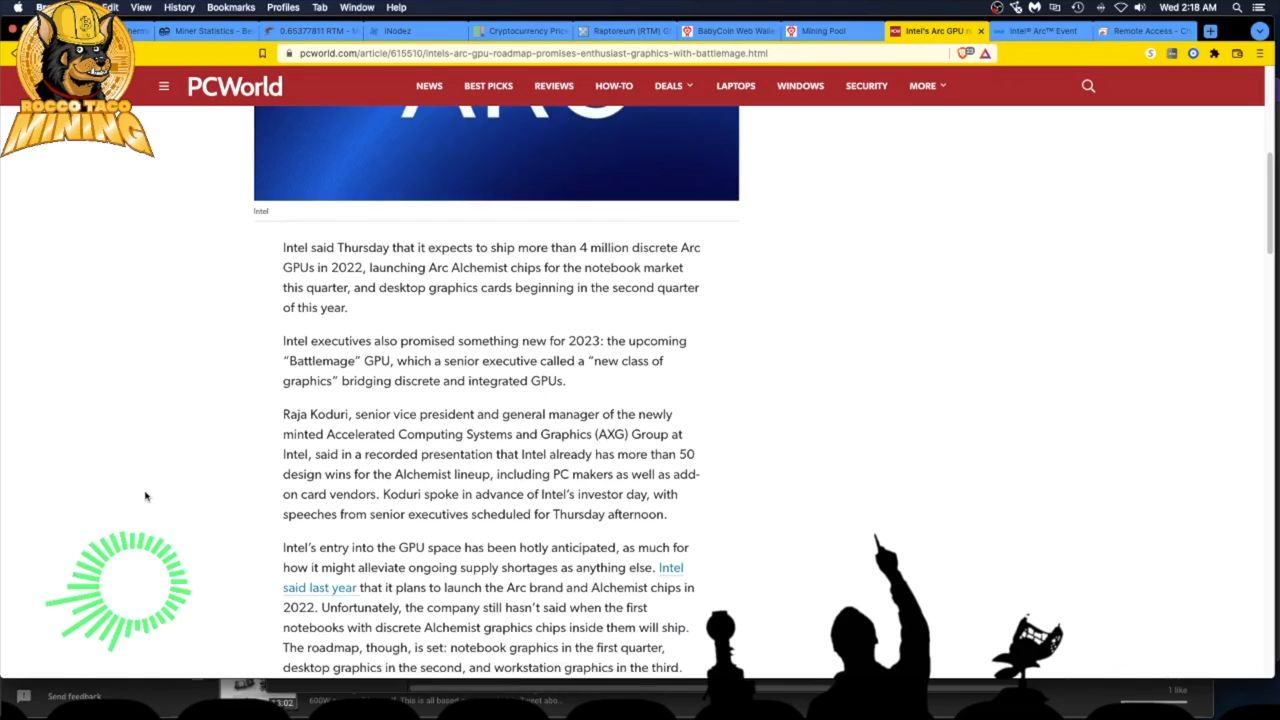 Edit View History Bookmarks Profiles Tab Window Help
Wed 2:18 AM
Miner Statistics - Be
0.65377811 RTM - M
iNodez
Cryptocurrency Price
Raptoreum (RTM) G
BabyCoin Web Walle
Mining Pool
Intel's Arc GPU r
Intel® Arc™ Event
Remote Access - Ch
pcworld.com/article/615510/intels-arc-gpu-roadmap-promises-enthusiast-graphics-with-battlemage.html
ROCCO TACO
MINING
PCWorld
NEWS BEST PICKS REVIEWS HOW-TO DEALS LAPTOPS WINDOWS SECURITY MORE
ARC
Intel
Intel said Thursday that it expects to ship more than 4 million discrete Arc
GPUs in 2022, launching Arc Alchemist chips for the notebook market
this quarter, and desktop graphics cards beginning in the second quarter
of this year.
Intel executives also promised something new for 2023: the upcoming
“Battlemage” GPU, which a senior executive called a “new class of
graphics” bridging discrete and integrated GPUs.
Raja Koduri, senior vice president and general manager of the newly
minted Accelerated Computing Systems and Graphics (AXG) Group at
Intel, said in a recorded presentation that Intel already has more than 50
design wins for the Alchemist lineup, including PC makers as well as add-
on card vendors. Koduri spoke in advance of Intel’s investor day, with
speeches from senior executives scheduled for Thursday afternoon.
Intel’s entry into the GPU space has been hotly anticipated, as much for
how it might alleviate ongoing supply shortages as anything else. Intel
said last year that it plans to launch the Arc brand and Alchemist chips in
2022. Unfortunately, the company still hasn’t said when the first
notebooks with discrete Alchemist graphics chips inside them will ship.
The roadmap, though, is set: notebook graphics in the first quarter,
desktop graphics in the second, and workstation graphics in the third.
Send feedback
13:02
600W
This is all based
1 like